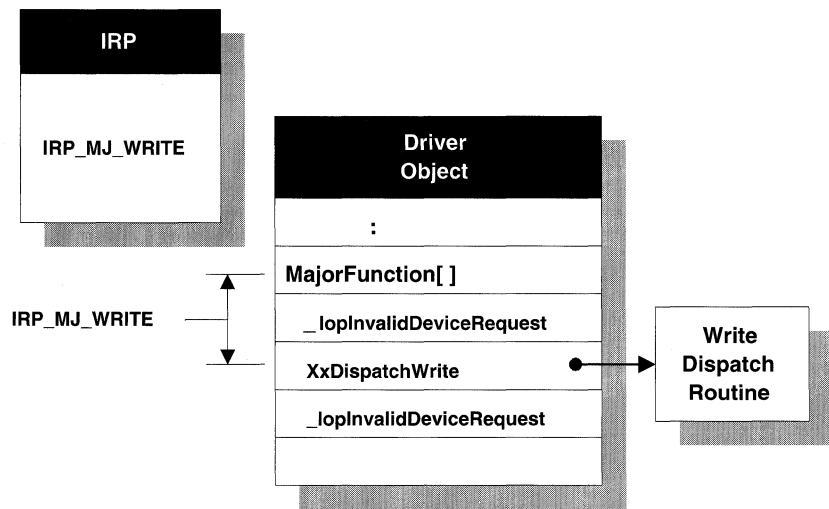 IRP
IRP_MJ_WRITE
Driver
Object
:
MajorFunction[ ]
IRP_MJ_WRITE
_IopInvalidDeviceRequest
XxDispatchWrite
_IopInvalidDeviceRequest
Write
Dispatch
Routine